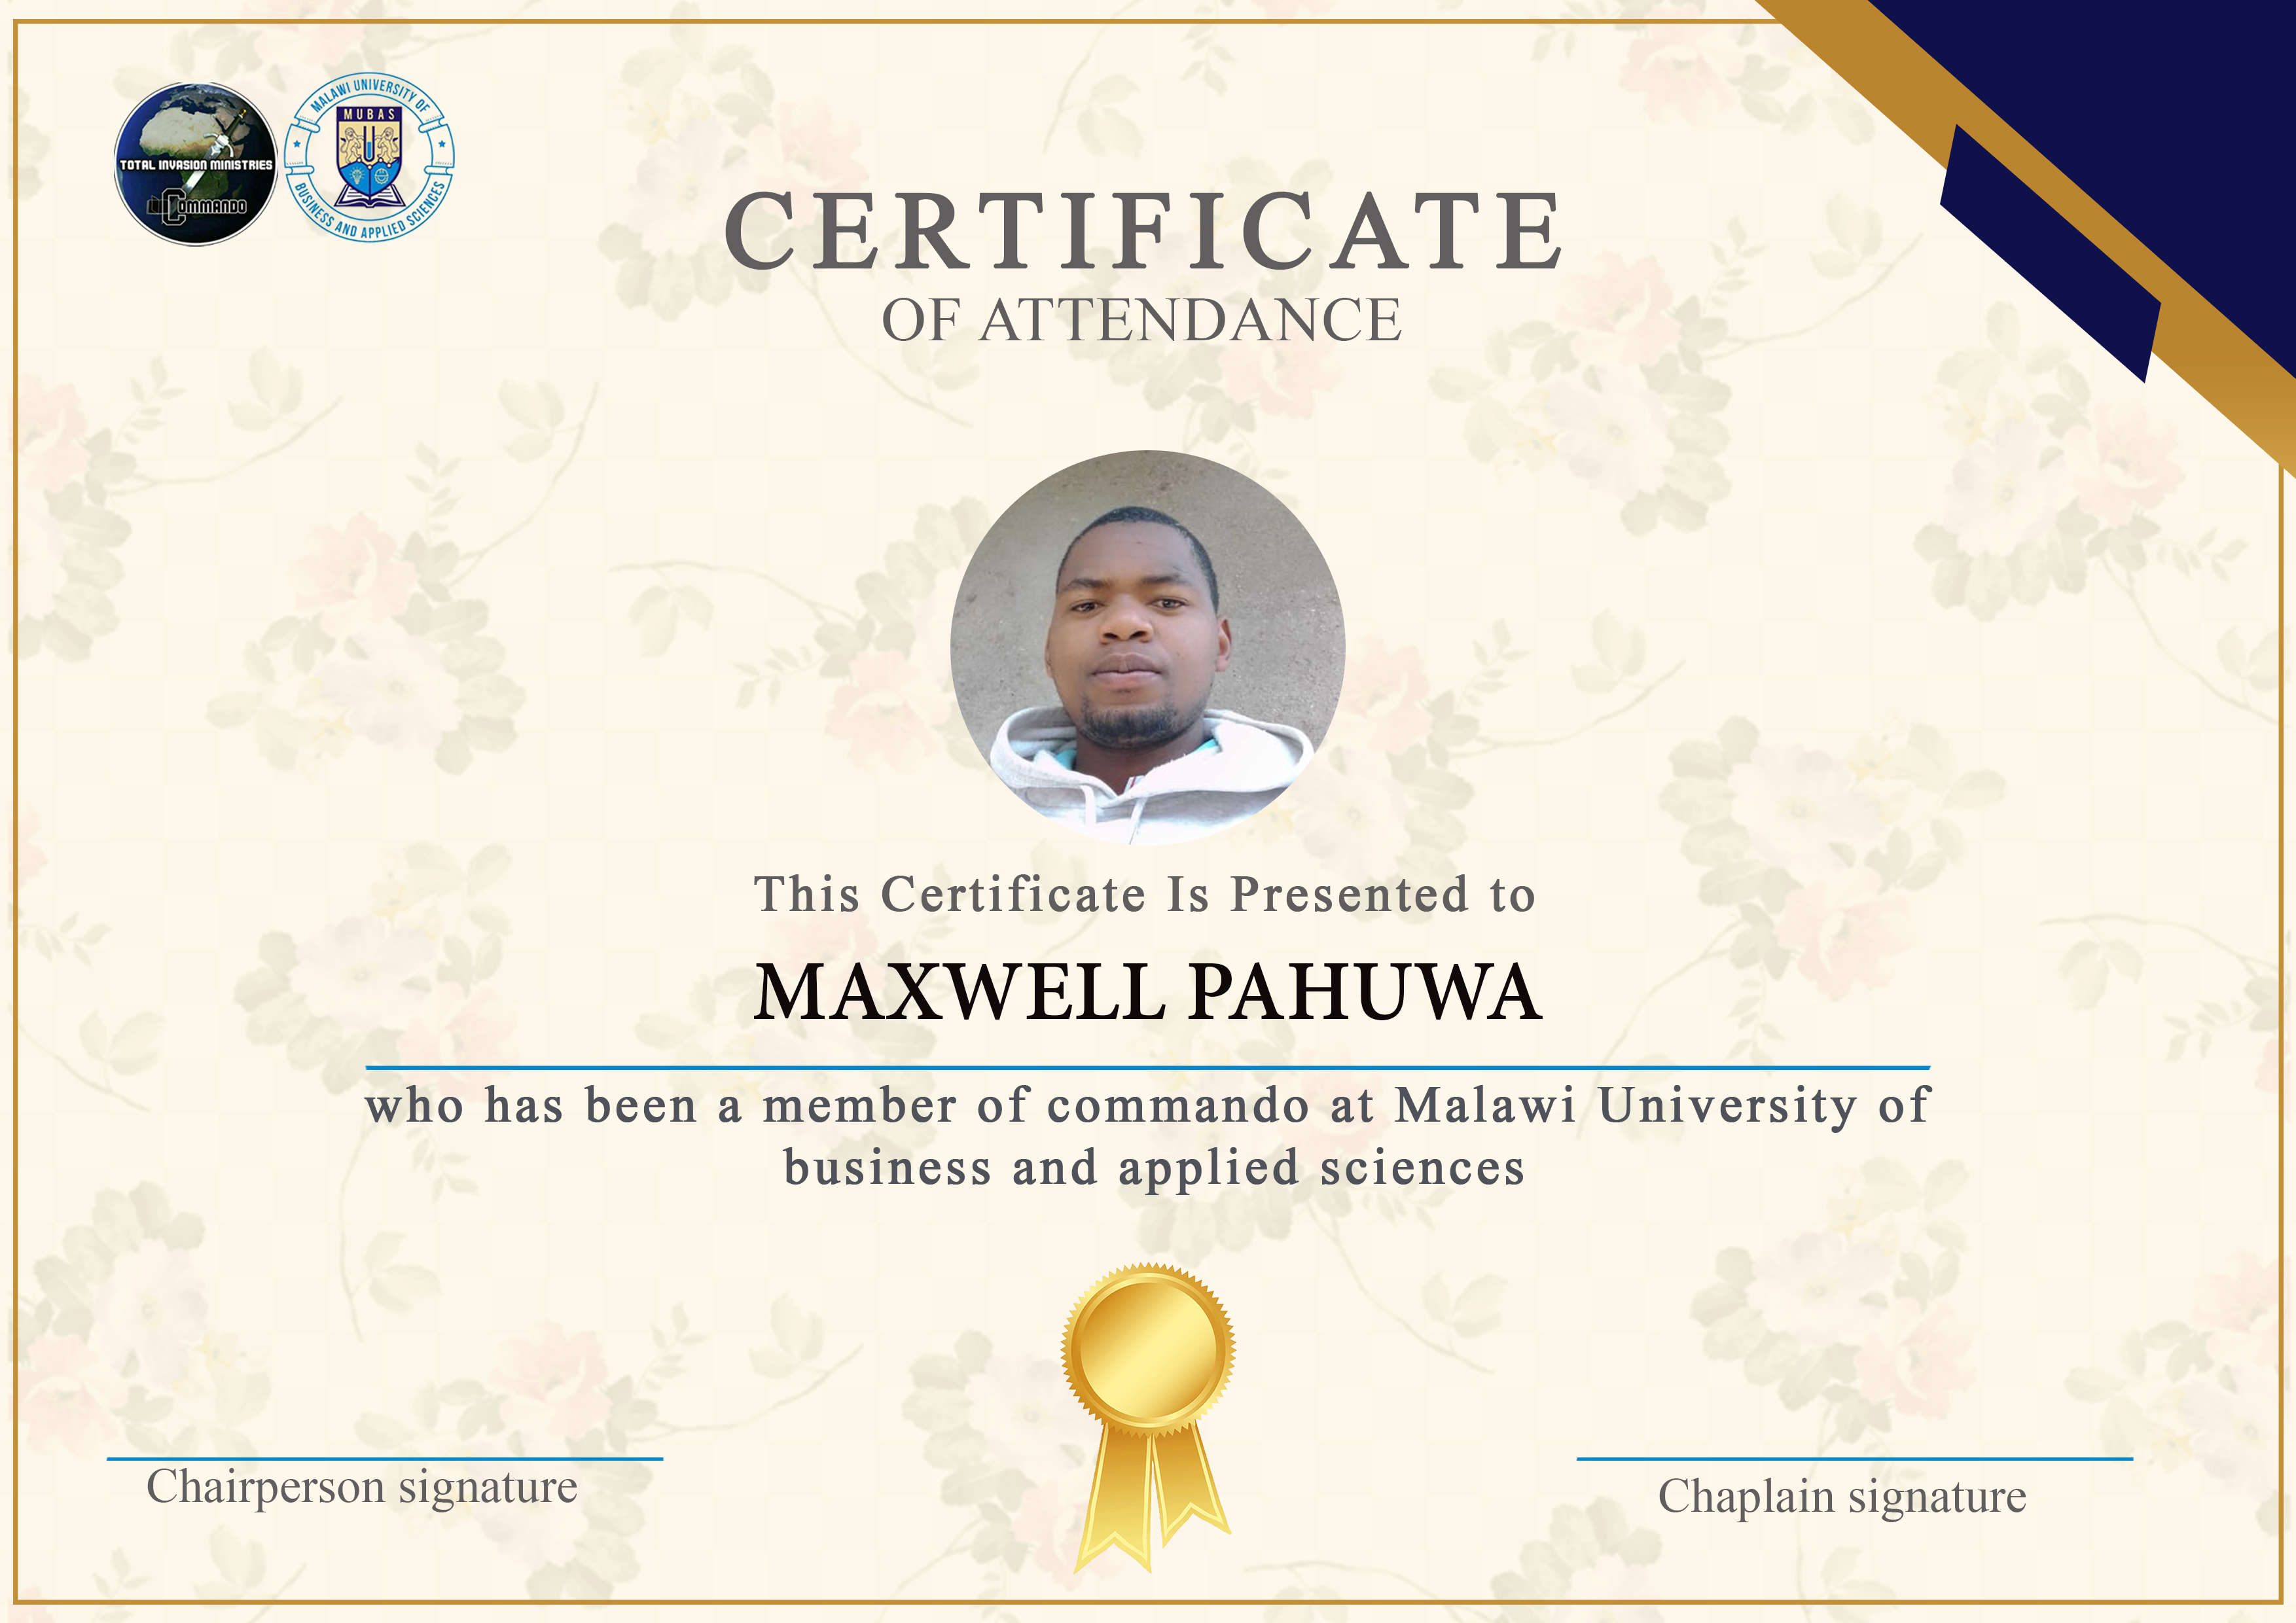 TOTAL INVASION MINISTRIES
COMMANDO
MALAWI UNIVERSITY OF
MUBAS
BUSINESS AND APPLIED SCIENCES
CERTIFICATE
OF ATTENDANCE
This Certificate Is Presented to
MAXWELL PAHUWA
who has been a member of commando at Malawi University of
business and applied sciences
Chairperson signature
Chaplain signature